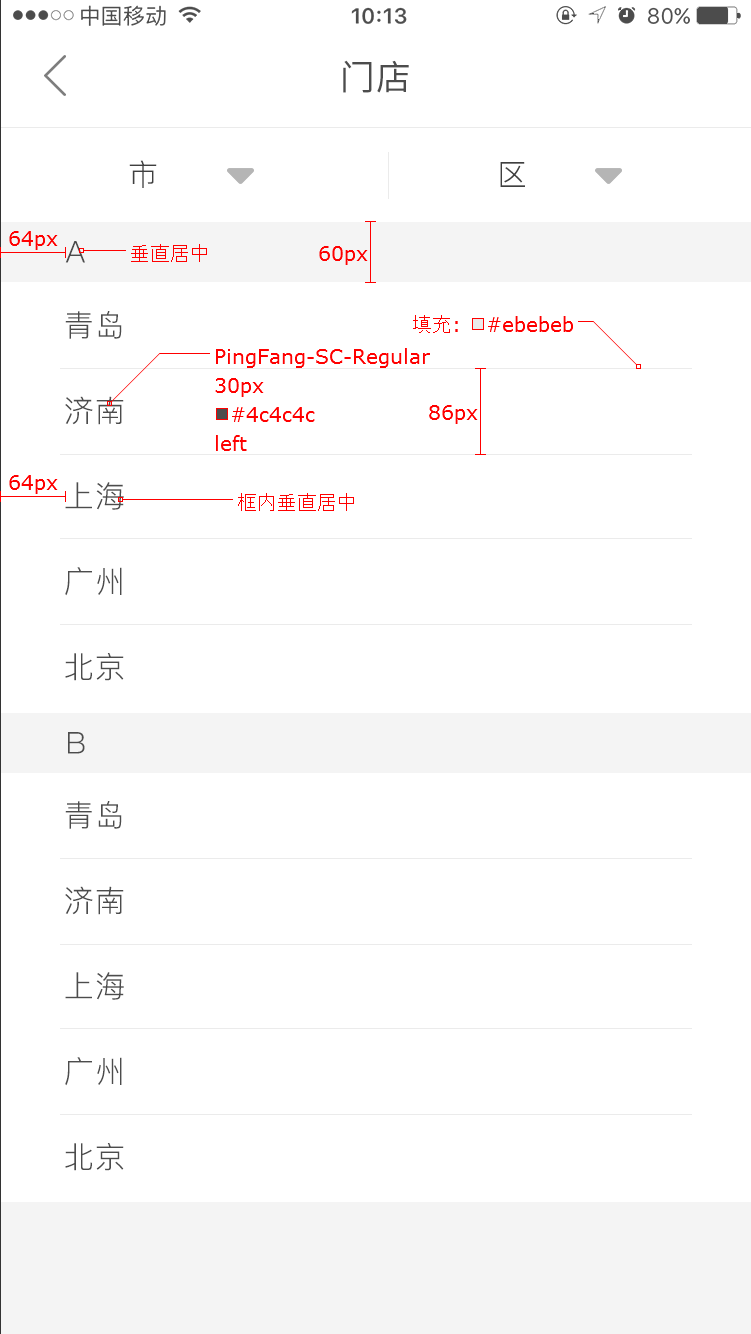 中国移动 10:13 80%
门店
市 区
64px A 垂直居中 60px
青岛 填充: #ebebeb
PingFang-SC-Regular
30px
济南 #4c4c4c 86px
left
64px 上海 框内垂直居中
广州
北京
B
青岛
济南
上海
广州
北京